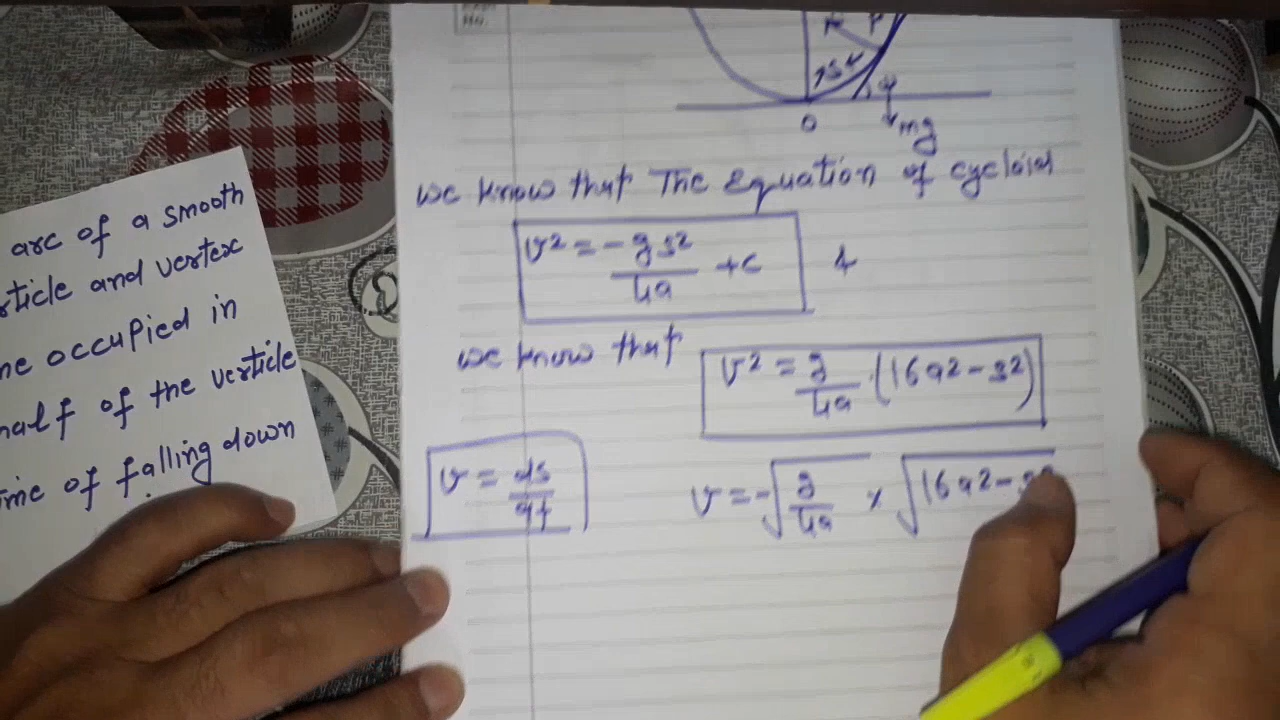 mg
O
ψ
we know that The Equation of cycloid
v² = -gs²/4a + c &
we know that
v² = g/4a (16a² - s²)
v = ds/dt
v = -√g/4a × √16a² - s²
arc of a smooth
rticle and vertex
ne occupied in
half of the verticle
ime of falling down